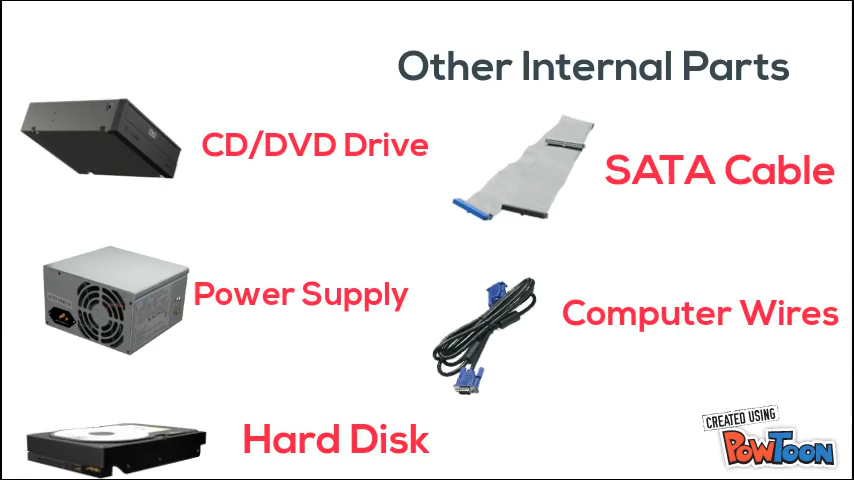 Other Internal Parts
CD/DVD Drive
SATA Cable
Power Supply
Computer Wires
Hard Disk
CREATED USING
POWTOON